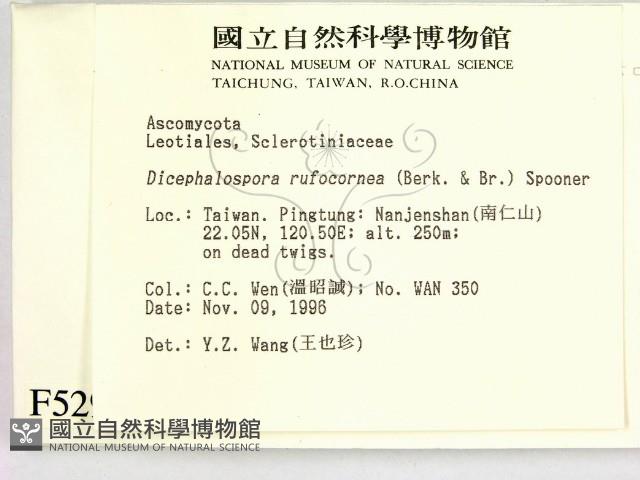 國立自然科學博物館
NATIONAL MUSEUM OF NATURAL SCIENCE
TAICHUNG, TAIWAN, R.O.CHINA
Ascomycota
Leotiales, Sclerotiniaceae
Dicephalospora rufocornea (Berk. & Br.) Spooner
Loc.: Taiwan. Pingtung: Nanjenshan(南仁山)
22.05N, 120.50E; alt. 250m;
on dead twigs.
Col.: C.C. Wen(溫昭誠); No. WAN 350
Date: Nov. 09, 1996
Det.: Y.Z. Wang(王也珍)
F529
國立自然科學博物館
NATIONAL MUSEUM OF NATURAL SCIENCE